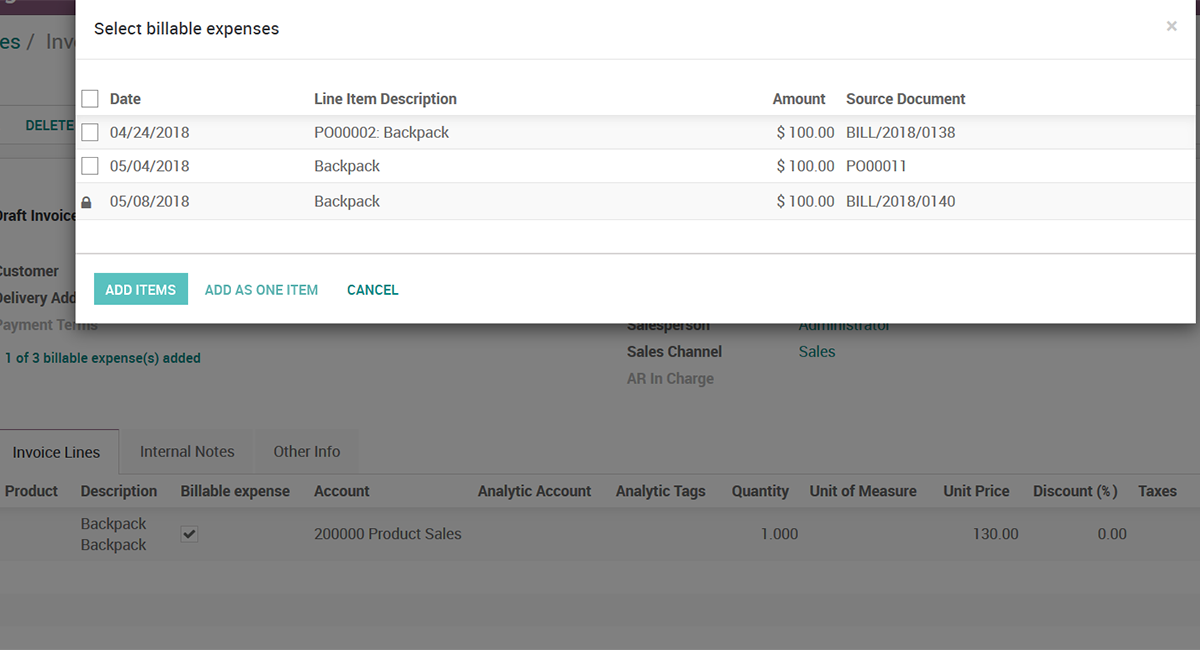 Select billable expenses ×
es / Inv
Date Line Item Description Amount Source Document
DELETE
04/24/2018 PO00002: Backpack $ 100.00 BILL/2018/0138
05/04/2018 Backpack $ 100.00 PO00011
05/08/2018 Backpack $ 100.00 BILL/2018/0140
Draft Invoice
ADD ITEMS ADD AS ONE ITEM CANCEL
Customer
Delivery Add
Payment Terms
Salesperson Administrator
1 of 3 billable expense(s) added
Sales Channel Sales
AR In Charge
Invoice Lines Internal Notes Other Info
Product Description Billable expense Account Analytic Account Analytic Tags Quantity Unit of Measure Unit Price Discount (%) Taxes
Backpack
Backpack
200000 Product Sales 1.000 130.00 0.00